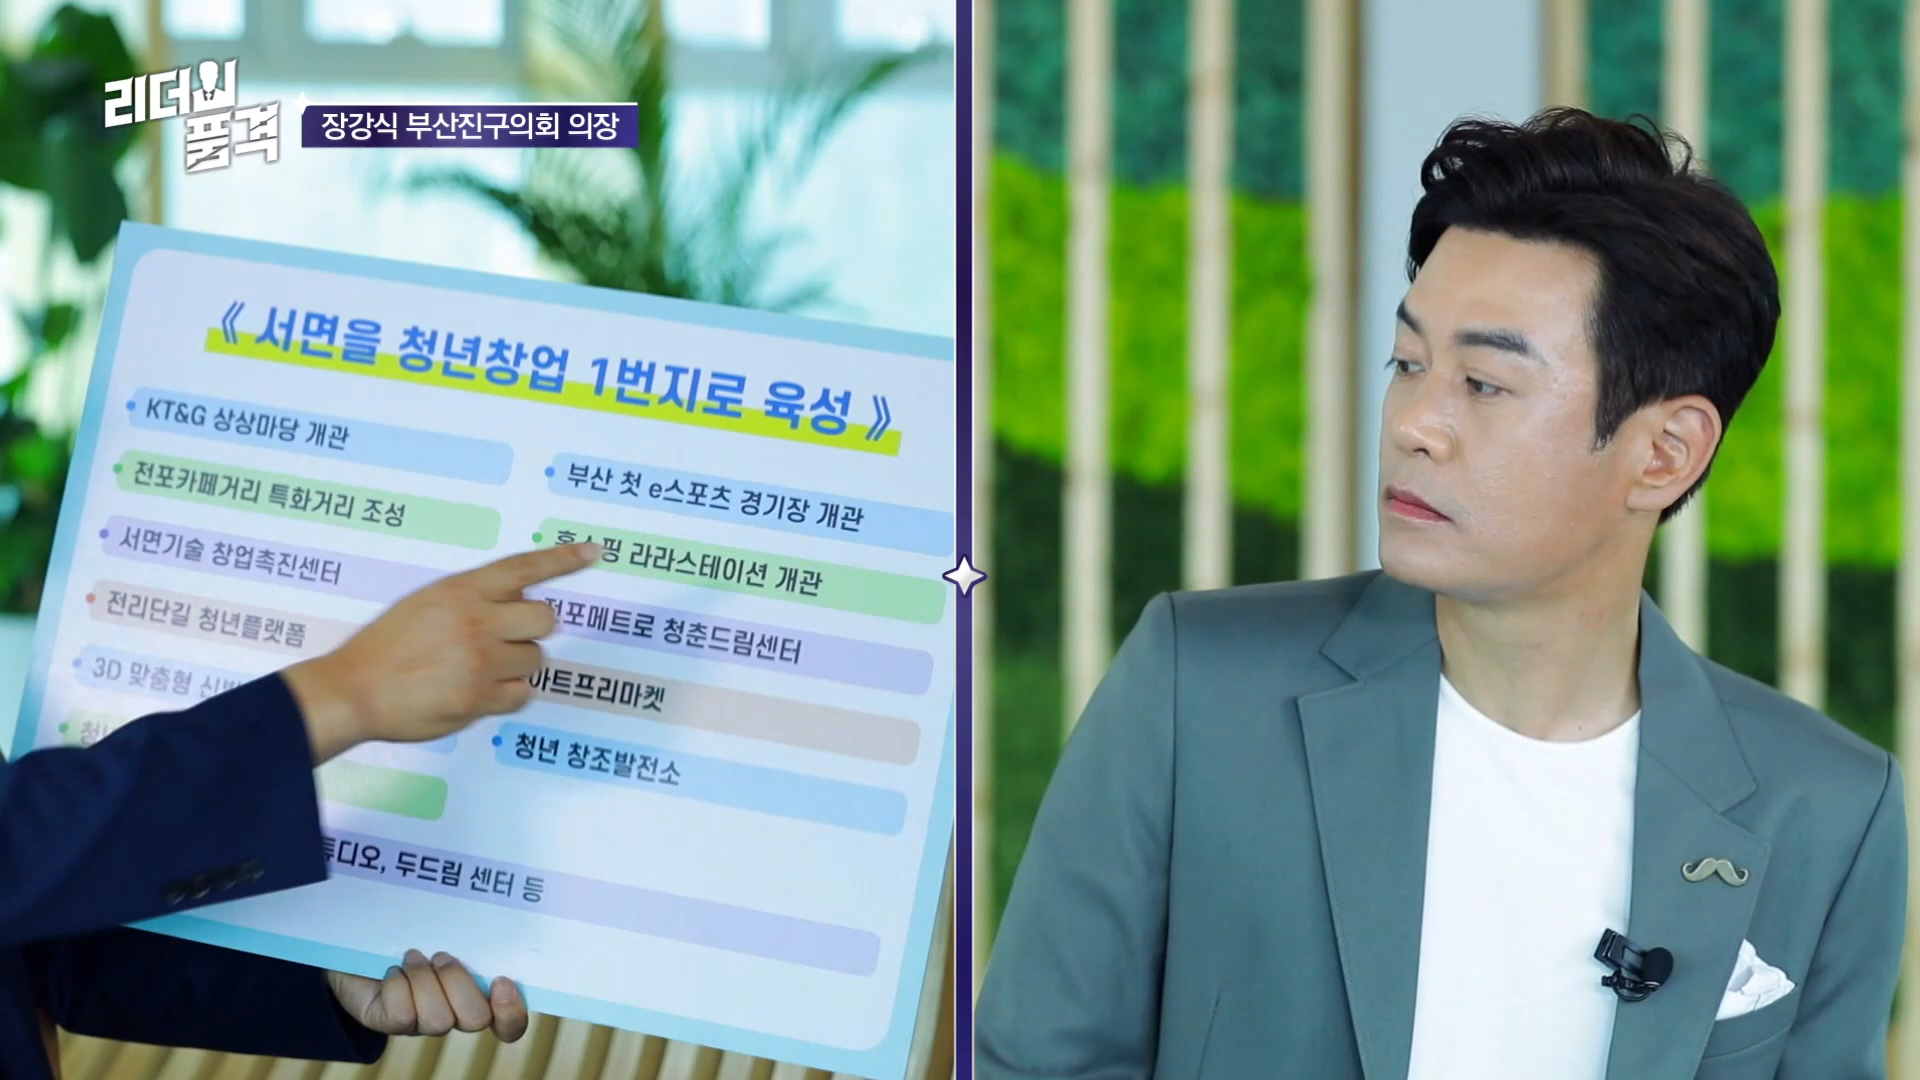 리더의
품격
장강식 부산진구의회 의장
《 서면을 청년창업 1번지로 육성 》
KT&G 상상마당 개관
전포카페거리 특화거리 조성
서면기술 창업촉진센터
전리단길 청년플랫폼
3D 맞춤형
부산 첫 e스포츠 경기장 개관
라라스테이션 개관
전포메트로 청춘드림센터
아트프리마켓
청년 창조발전소
두드림 센터 등